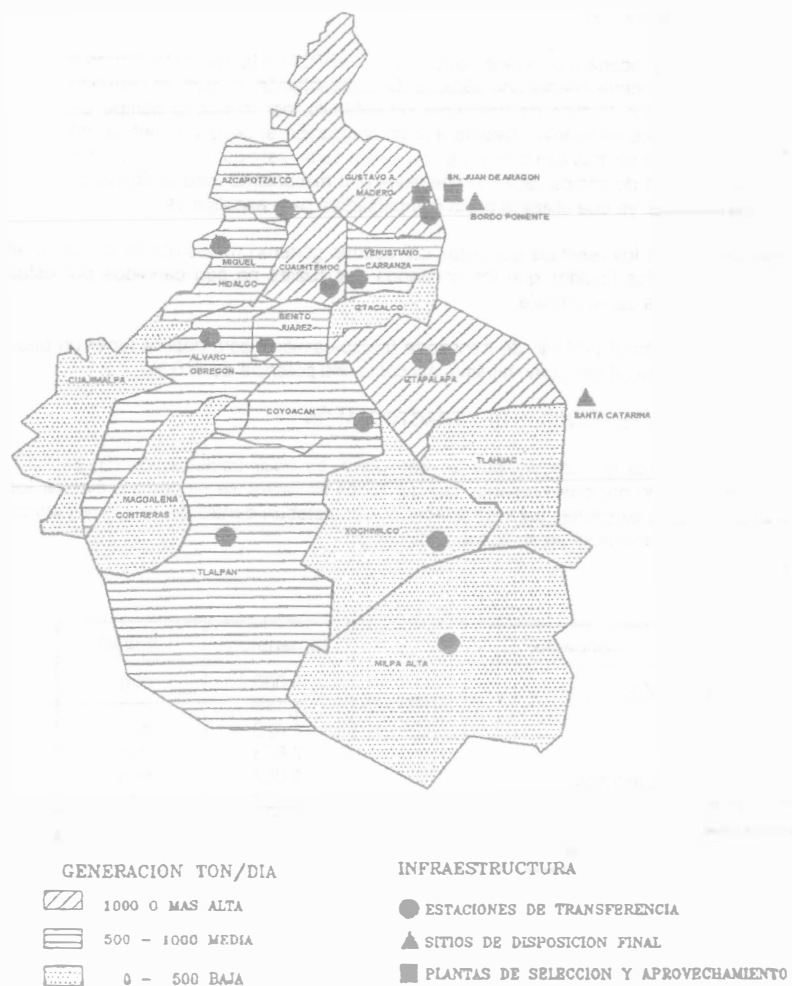 AZCAPOTZALCO
GUSTAVO A.
MADERO
SN. JUAN DE ARAGON
BORDO PONIENTE
MIQUEL
HIDALGO
CUAUHTEMOC
VENUSTIANO
CARRANZA
IZTACALCO
BENITO
JUAREZ
ALVARO
OBREGON
CUAJIMALPA
IZTAPALAPA
SANTA CATARINA
COYOACAN
TLAHUAC
MAGDALENA
CONTRERAS
XOCHIMILCO
TLALPAN
MILPA ALTA
GENERACION TON/DIA
1000 O MAS ALTA
500 - 1000 MEDIA
0 - 500 BAJA
INFRAESTRUCTURA
ESTACIONES DE TRANSFERENCIA
SITIOS DE DISPOSICION FINAL
PLANTAS DE SELECCION Y APROVECHAMIENTO